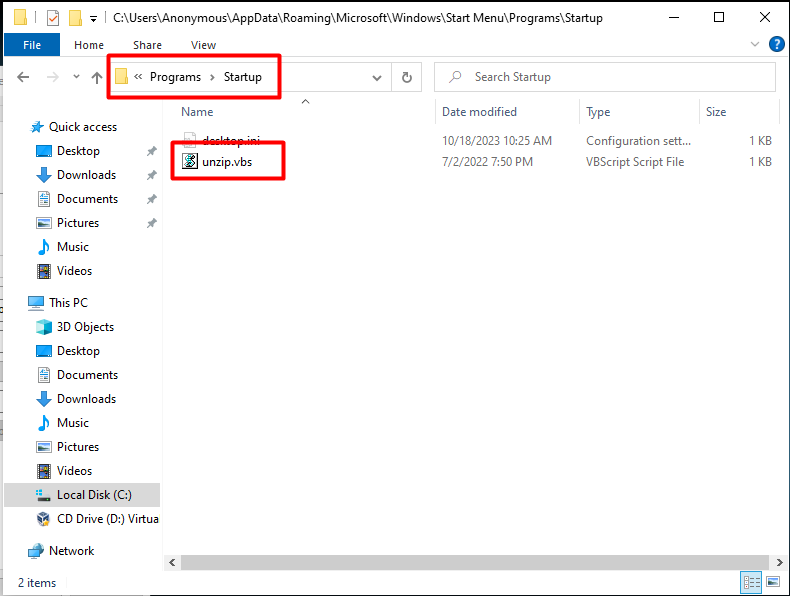 C:\Users\Anonymous\AppData\Roaming\Microsoft\Windows\Start Menu\Programs\Startup
File Home Share View
« Programs › Startup
Search Startup
Name Date modified Type Size
desktop.ini 10/18/2023 10:25 AM Configuration sett... 1 KB
unzip.vbs 7/2/2022 7:50 PM VBScript Script File 1 KB
Quick access
Desktop
Downloads
Documents
Pictures
Music
Videos
This PC
3D Objects
Desktop
Documents
Downloads
Music
Pictures
Videos
Local Disk (C:)
CD Drive (D:) Virtua
Network
2 items